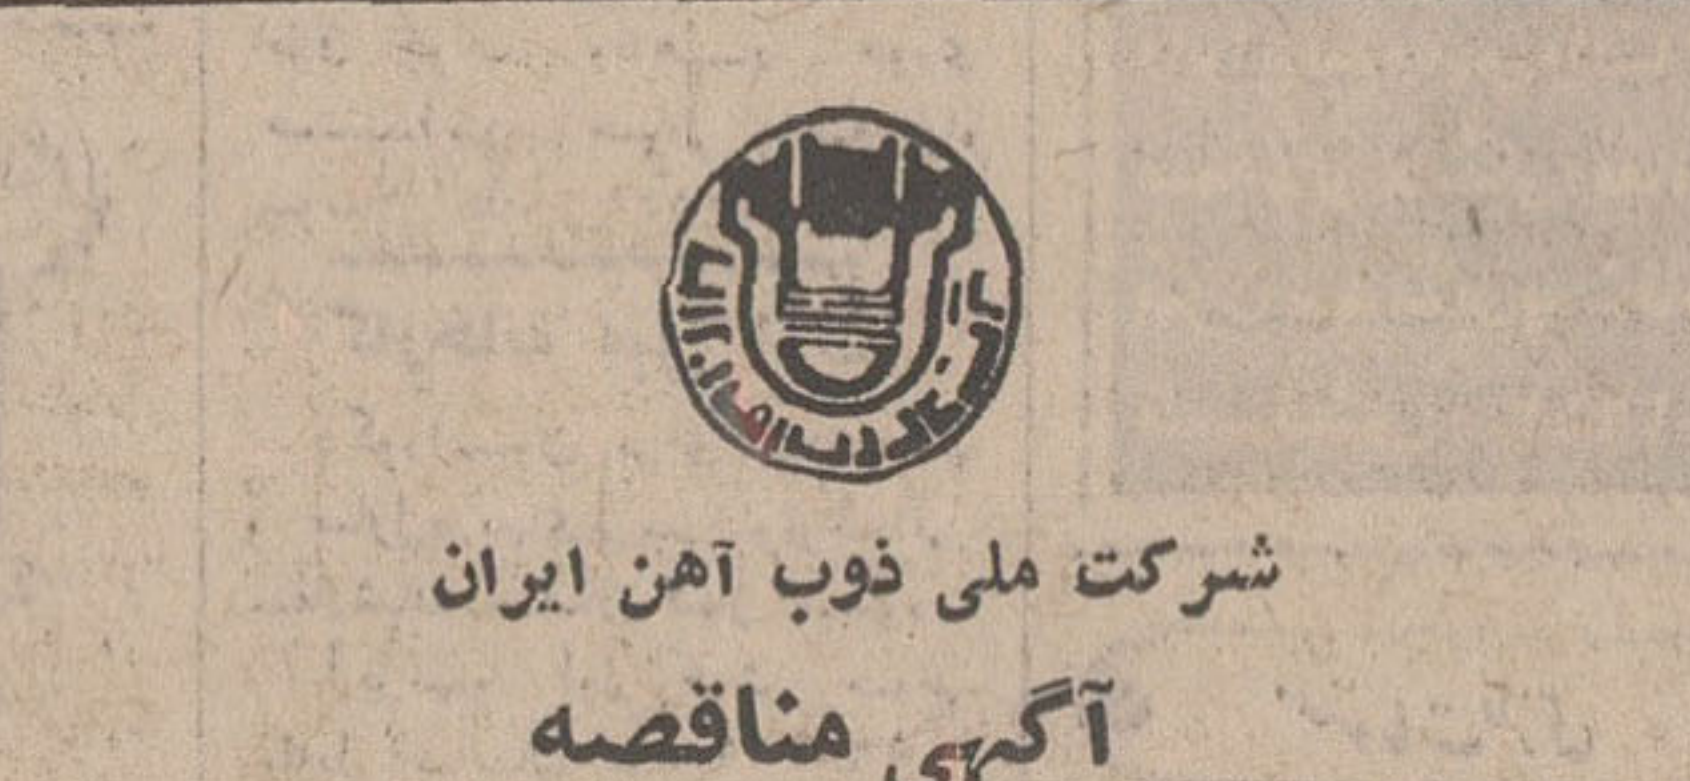 شرکت ملی ذوب آهن ایران
آگهی مناقصه